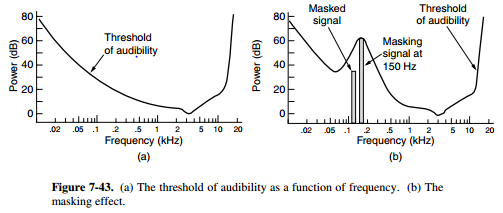 80
60
40
20
0
Power (dB)
Threshold
of audibility
.02 .05 .1 .2 .5 1 2 5 10 20
Frequency (kHz)
(a)
80
60
40
20
0
Power (dB)
Masked
signal
Threshold
of audibility
Masking
signal at
150 Hz
.02 .05 .1 .2 .5 1 2 5 10 20
Frequency (kHz)
(b)
Figure 7-43. (a) The threshold of audibility as a function of frequency. (b) The
masking effect.